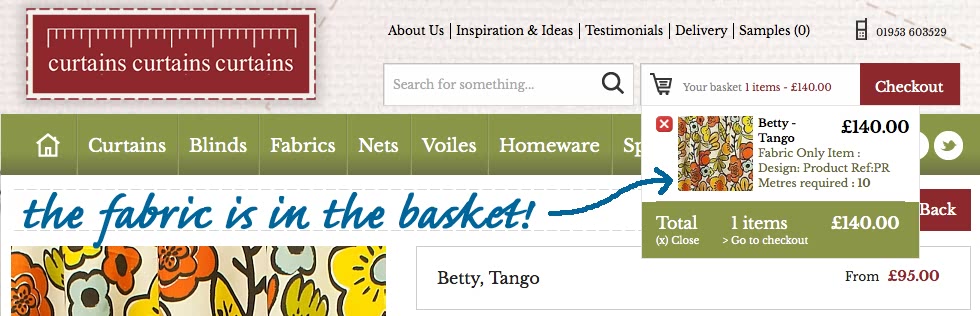 curtains curtains curtains
About Us | Inspiration & Ideas | Testimonials | Delivery | Samples (0)
01953 603529
Search for something...
Your basket 1 items - £140.00
Checkout
Curtains Blinds Fabrics Nets Voiles Homeware Sp
Betty - Tango £140.00
Fabric Only Item :
Design: Product Ref:PR
Metres required : 10
the fabric is in the basket!
Back
Total 1 items £140.00
(x) Close > Go to checkout
Betty, Tango
From £95.00